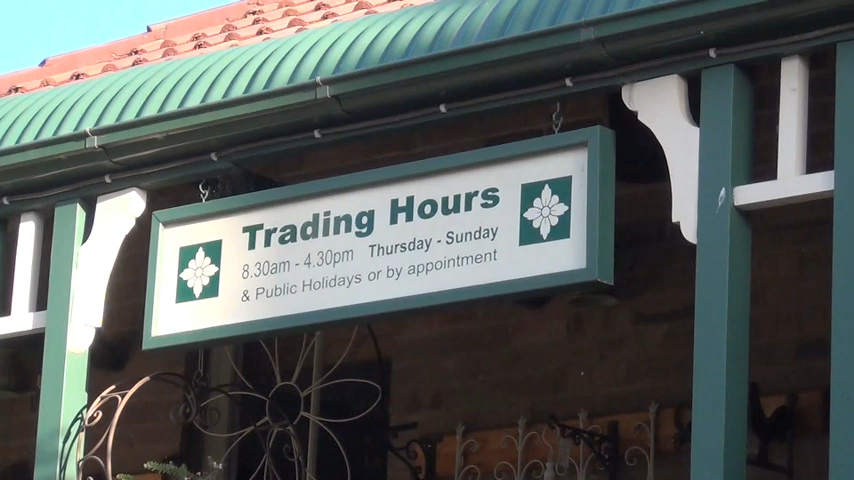 Trading Hours
8.30am - 4.30pm Thursday - Sunday
& Public Holidays or by appointment